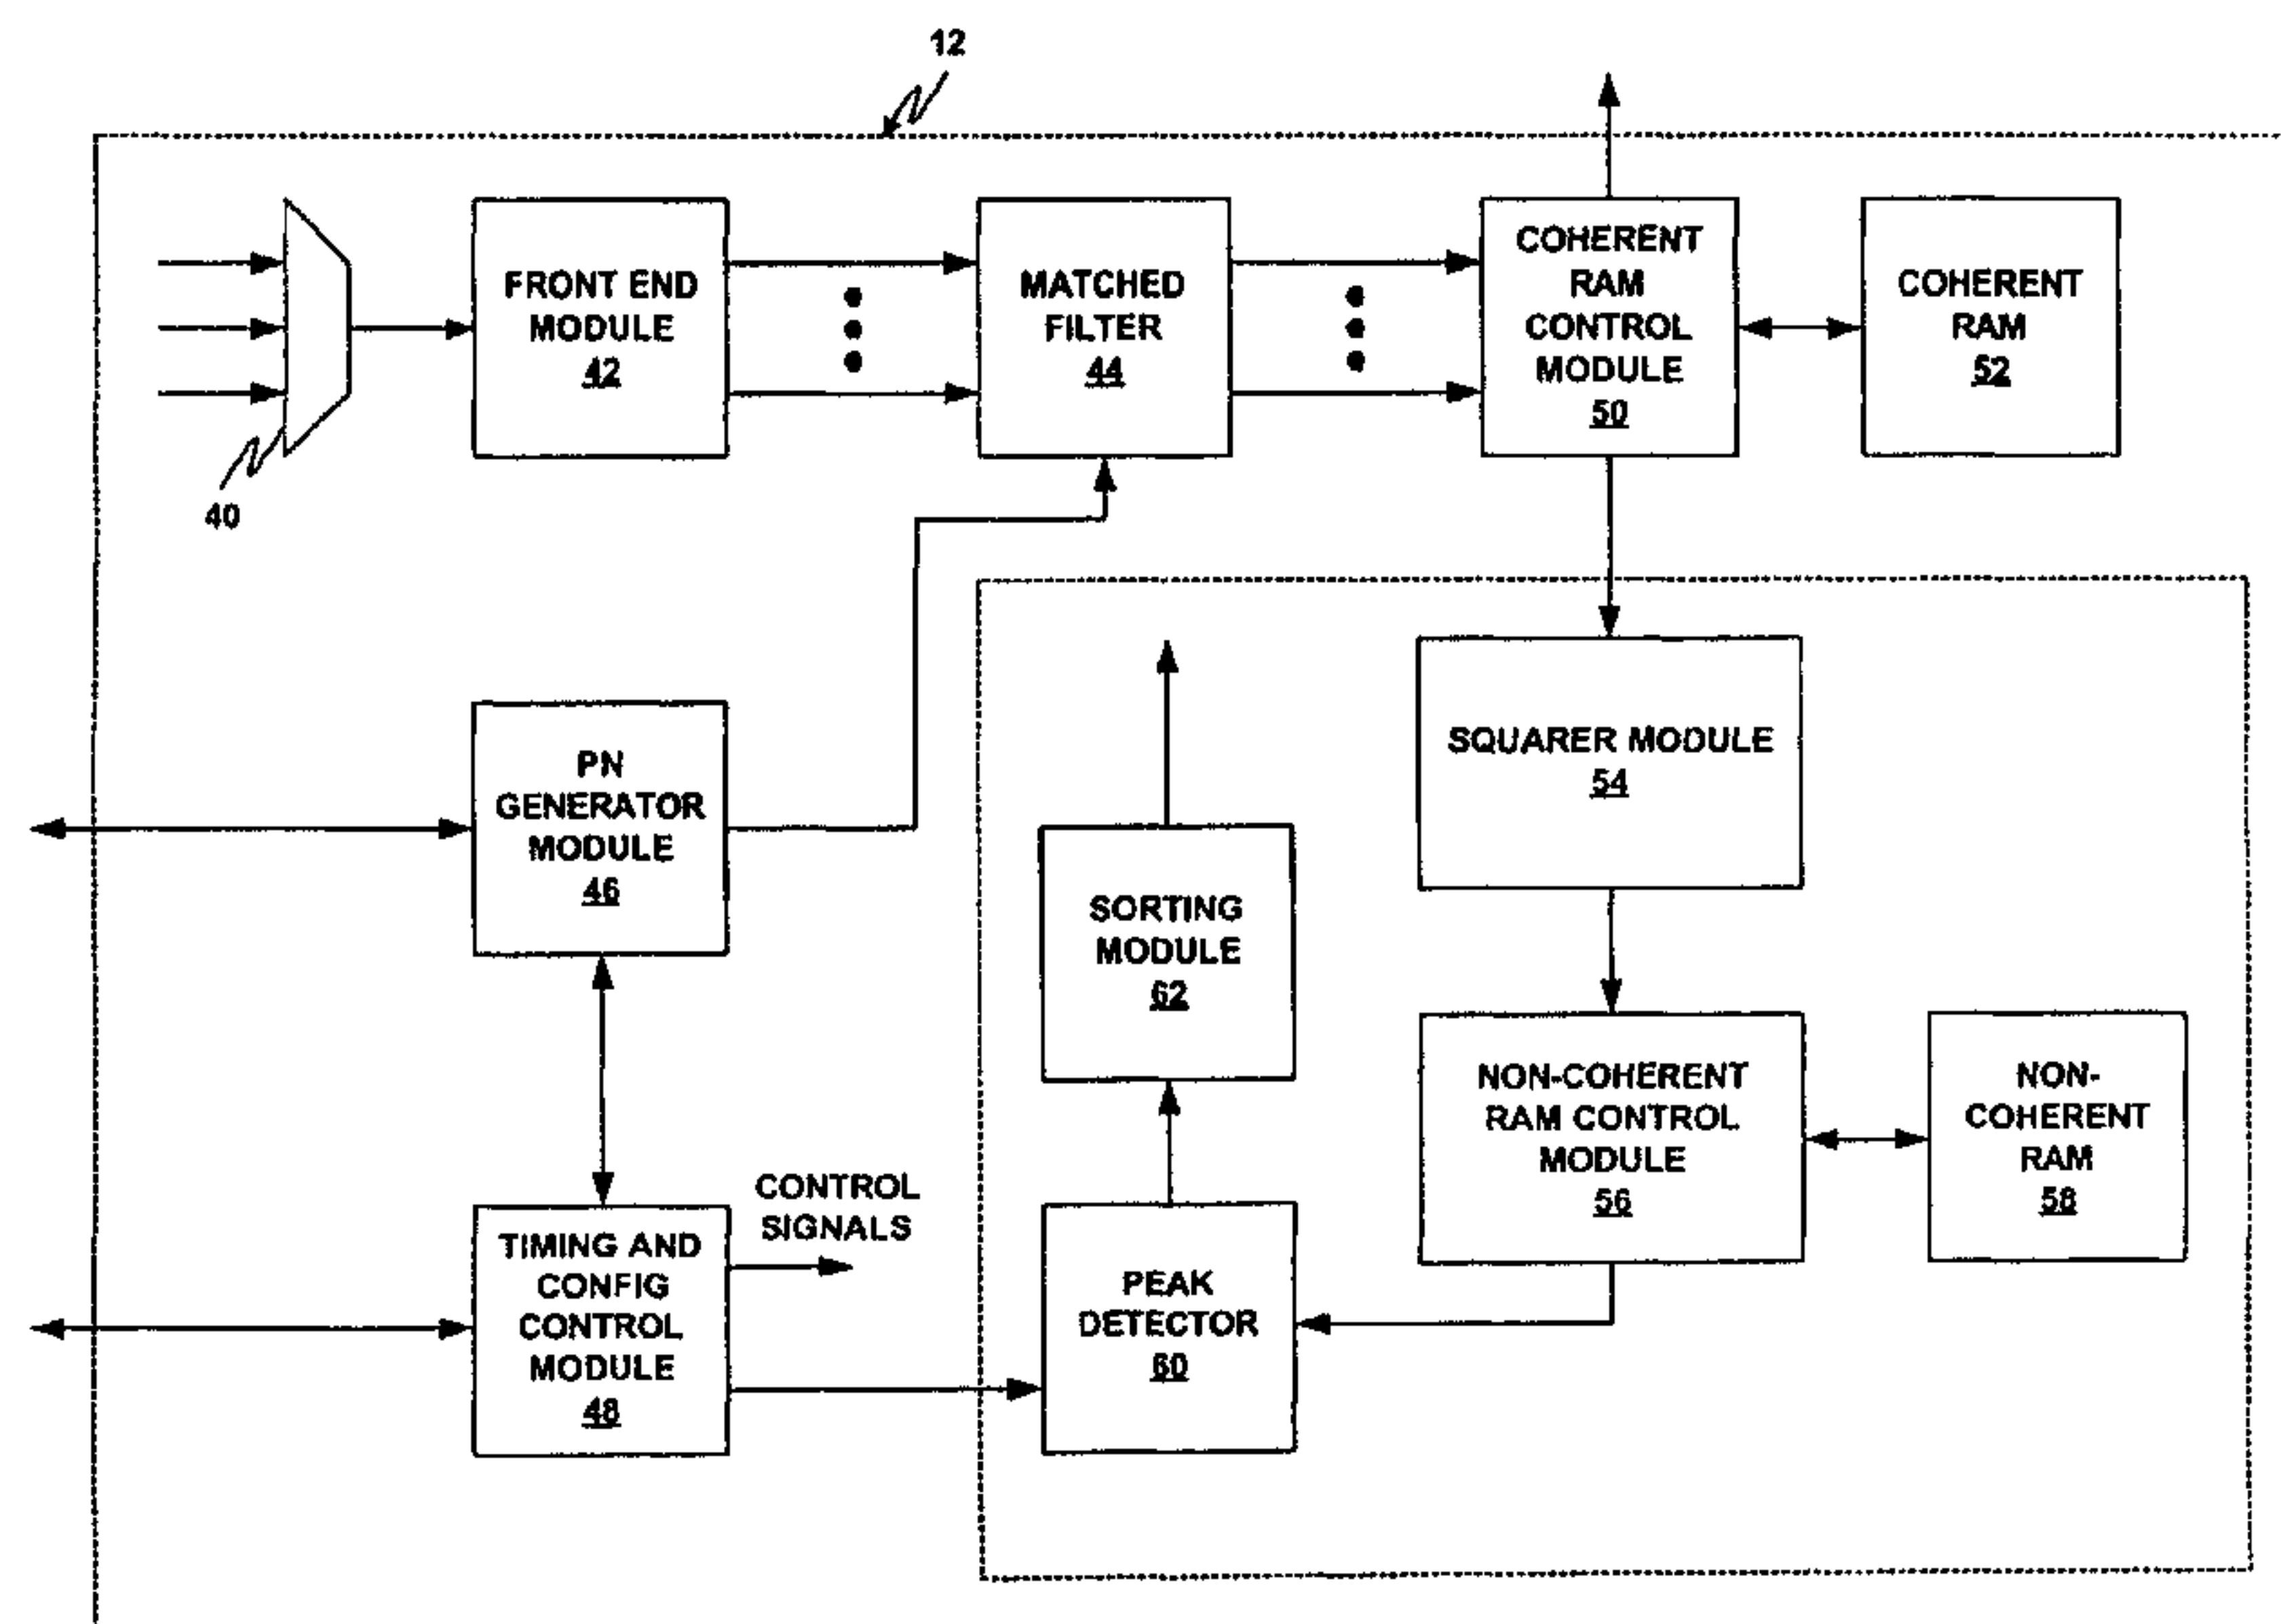 12
FRONT END
MODULE
42
MATCHED
FILTER
44
COHERENT
RAM
CONTROL
MODULE
50
COHERENT
RAM
52
40
PN
GENERATOR
MODULE
46
SQUARER MODULE
54
SORTING
MODULE
62
NON-COHERENT
RAM CONTROL
MODULE
56
NON-
COHERENT
RAM
58
CONTROL
SIGNALS
TIMING AND
CONFIG
CONTROL
MODULE
48
PEAK
DETECTOR
60